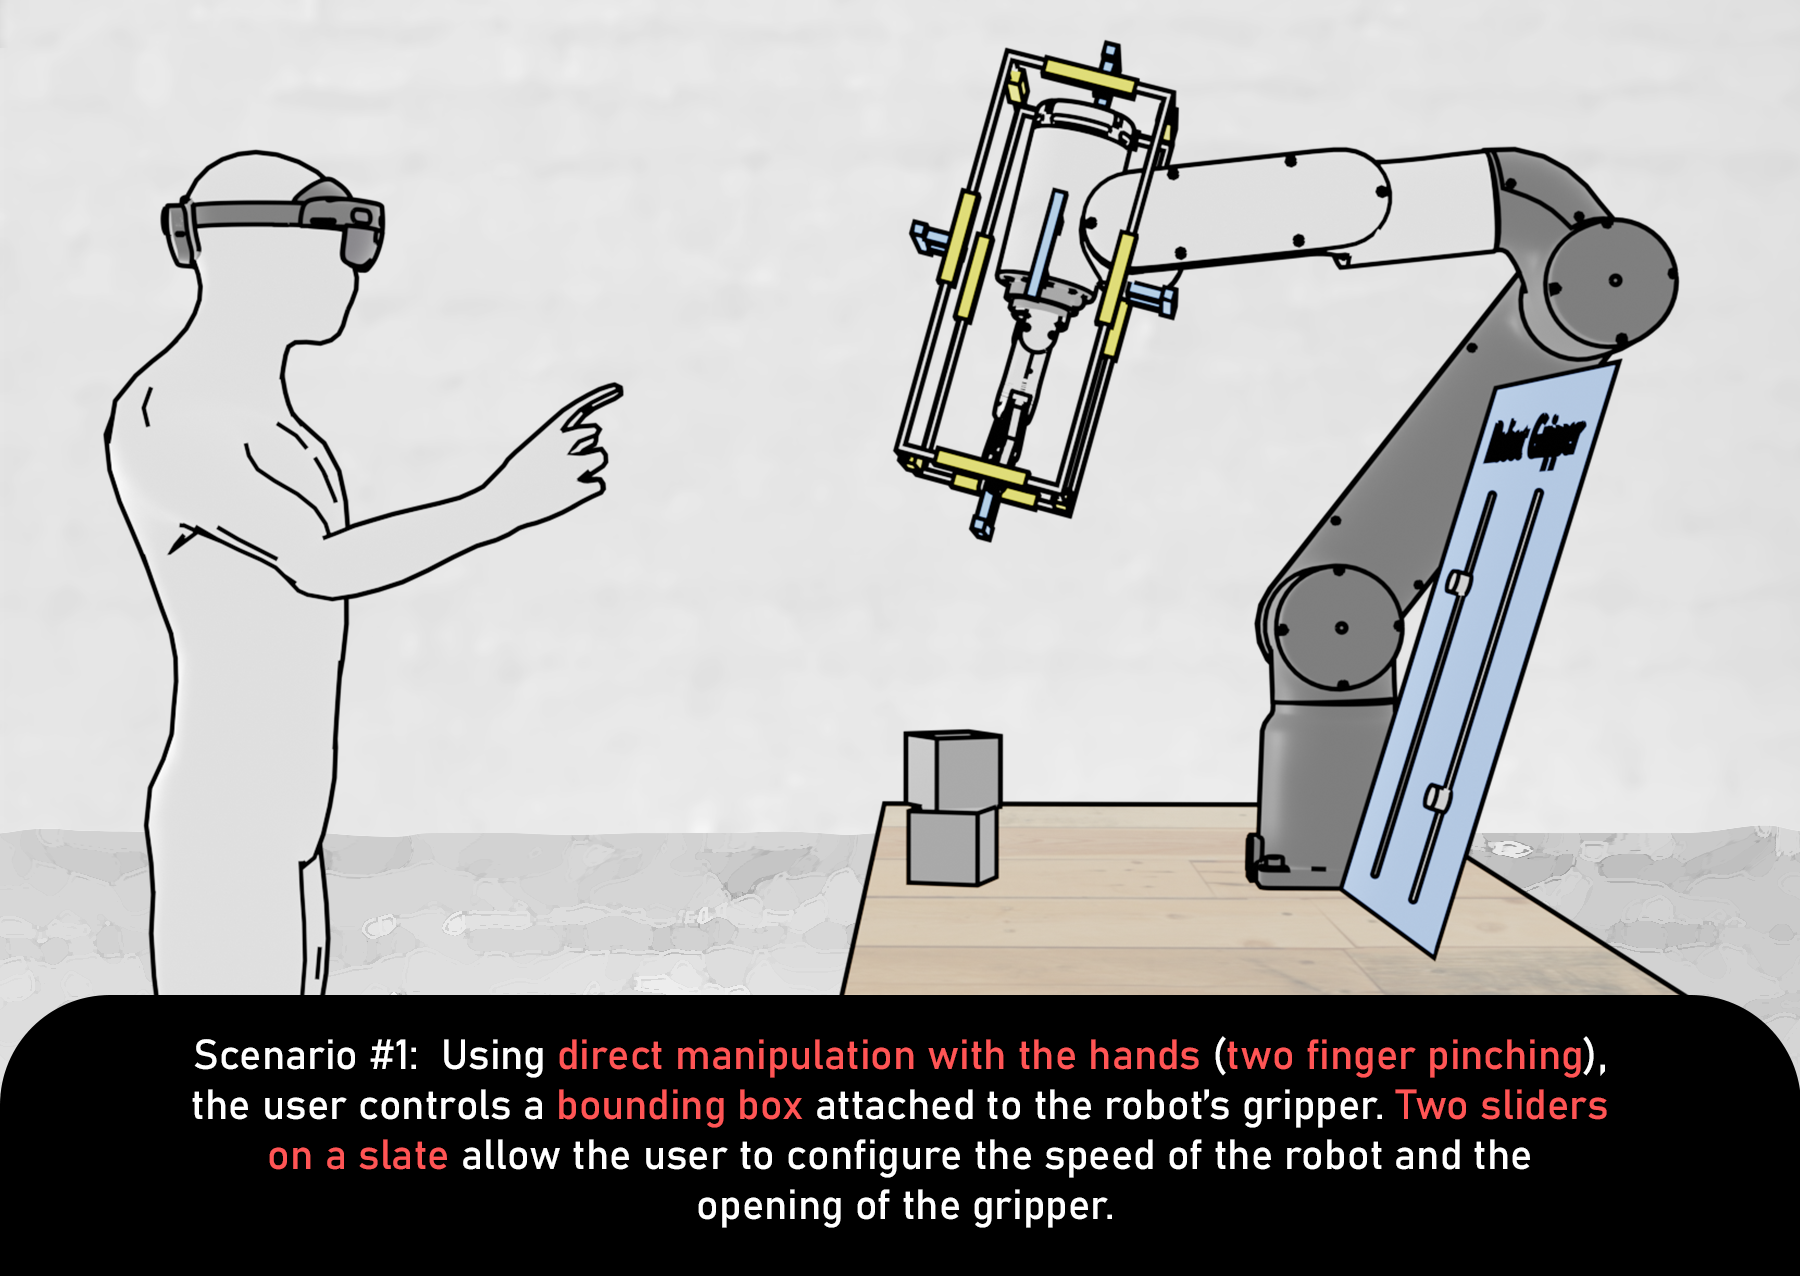 Robot Gripper
Scenario #1:  Using direct manipulation with the hands (two finger pinching),
the user controls a bounding box attached to the robot's gripper. Two sliders
on a slate allow the user to configure the speed of the robot and the
opening of the gripper.